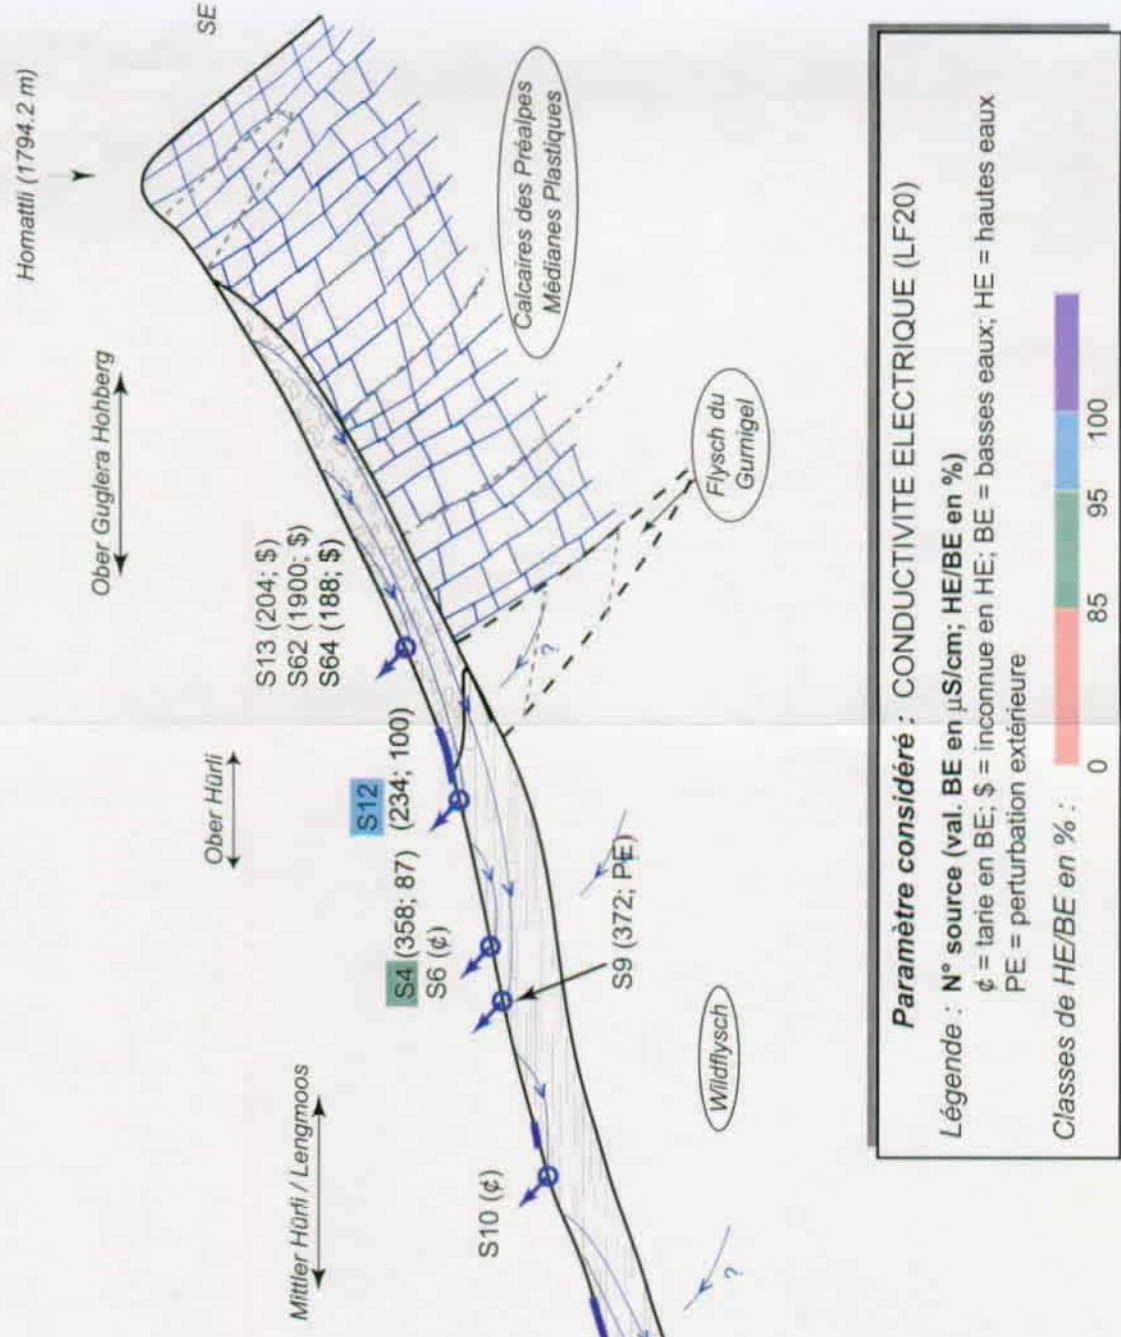 SE
Homattli (1794.2 m)
Ober Guglera Hohberg
Ober Hürli
Mittler Hürli / Lengmoos
S13 (204; $)
S62 (1900; $)
S64 (188; $)
S12
(234; 100)
S4 (358; 87)
S6 (¢)
S9 (372; PE)
S10 (¢)
Calcaires des Préalpes
Médianes Plastiques
Flysch du
Gurnigel
Wildflysch
?
?
Paramètre considéré : CONDUCTIVITE ELECTRIQUE (LF20)
Légende : N° source (val. BE en µS/cm; HE/BE en %)
¢ = tarie en BE; $ = inconnue en HE; BE = basses eaux; HE = hautes eaux
PE = perturbation extérieure
Classes de HE/BE en % :
0 85 95 100